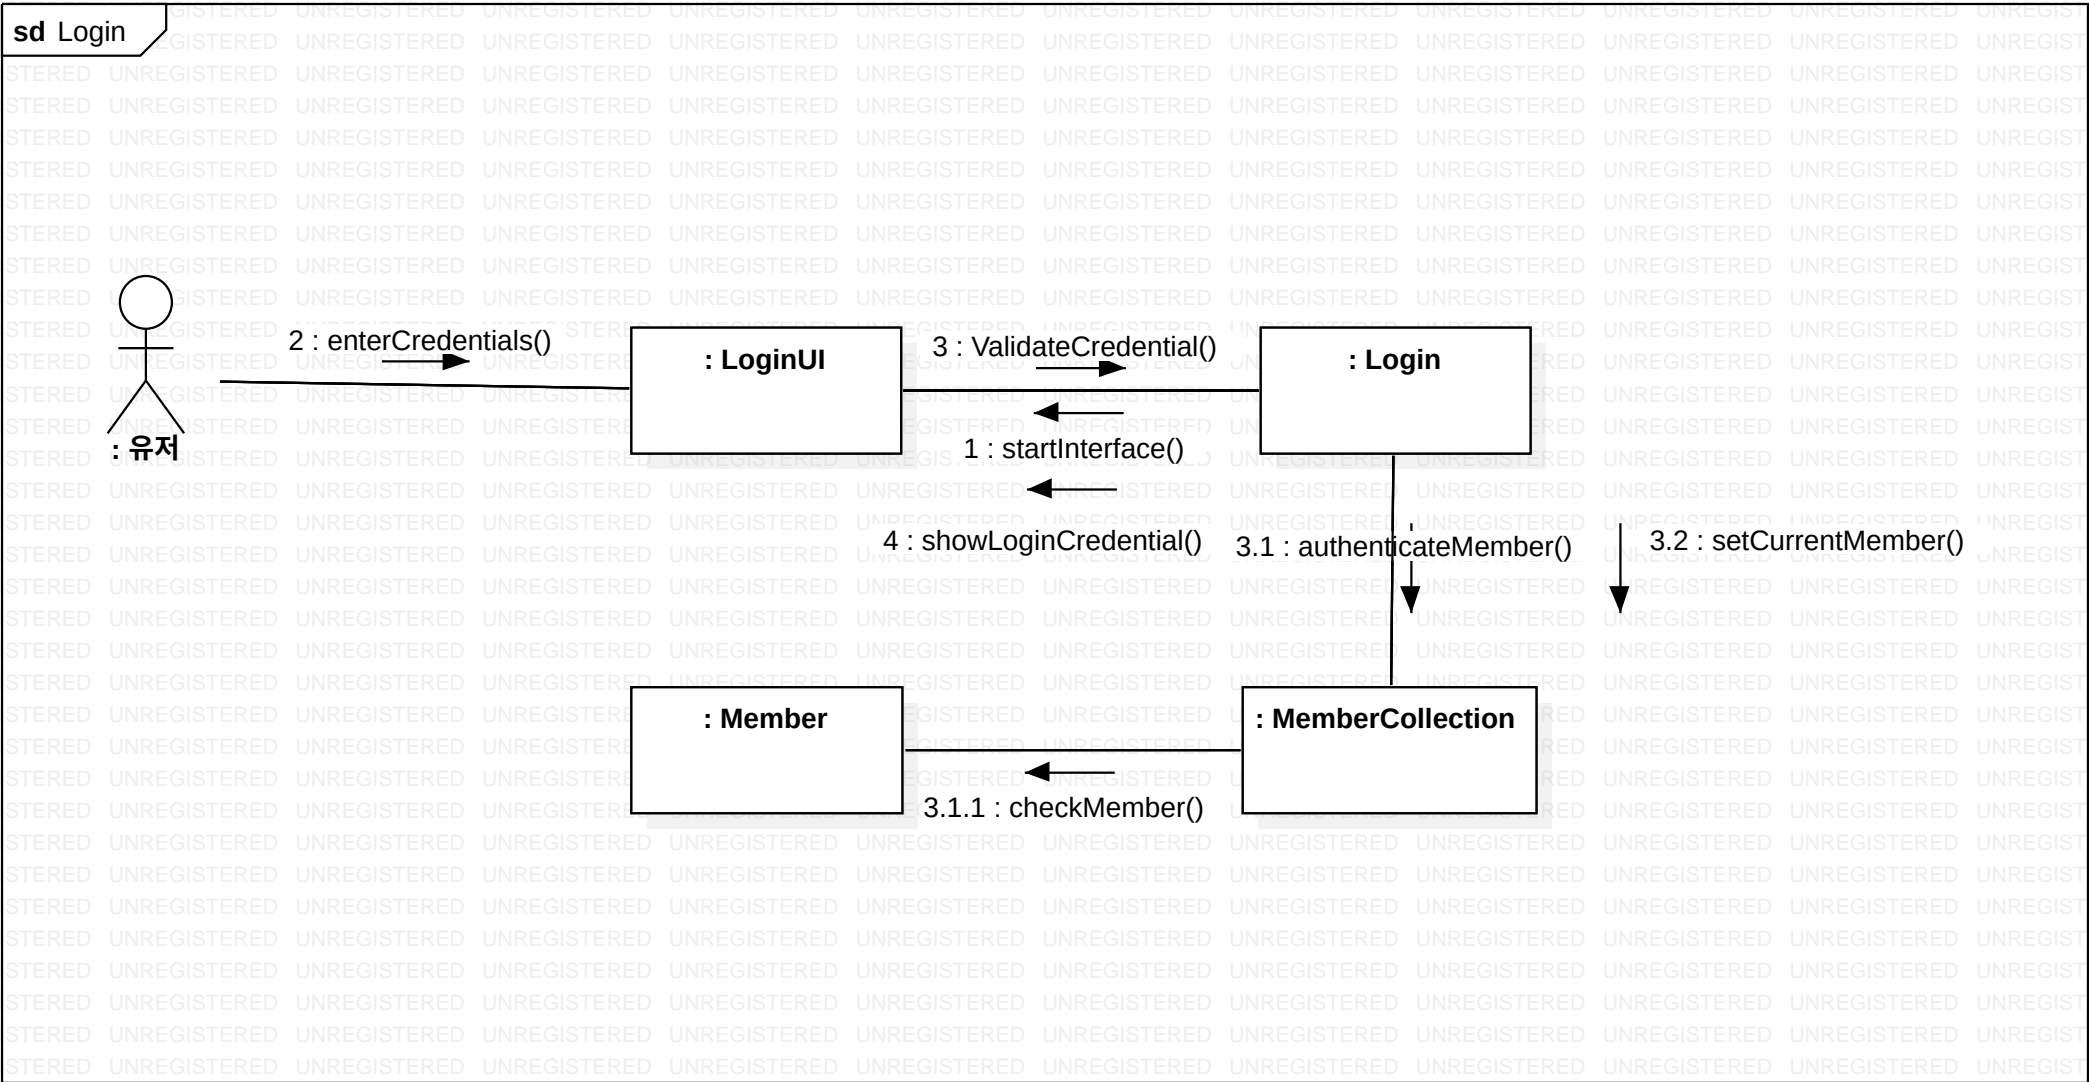 sd Login
2 : enterCredentials()
: LoginUI
3 : ValidateCredential()
: Login
: 유저
1 : startInterface()
4 : showLoginCredential()
3.1 : authenticateMember()
3.2 : setCurrentMember()
: Member
: MemberCollection
3.1.1 : checkMember()
UNREGISTERED